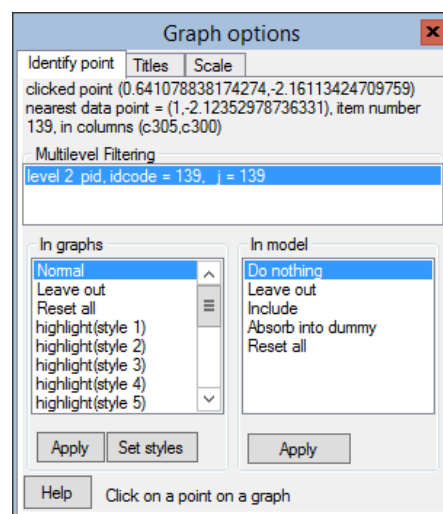 Graph options
Identify point Titles Scale
clicked point (0.641078838174274,-2.16113424709759)
nearest data point = (1,-2.12352978736331), item number
139, in columns (c305,c300)
Multilevel Filtering
level 2 pid, idcode = 139, j = 139
In graphs
Normal
Leave out
Reset all
highlight(style 1)
highlight(style 2)
highlight(style 3)
highlight(style 4)
highlight(style 5)
Apply Set styles
In model
Do nothing
Leave out
Include
Absorb into dummy
Reset all
Apply
Help Click on a point on a graph